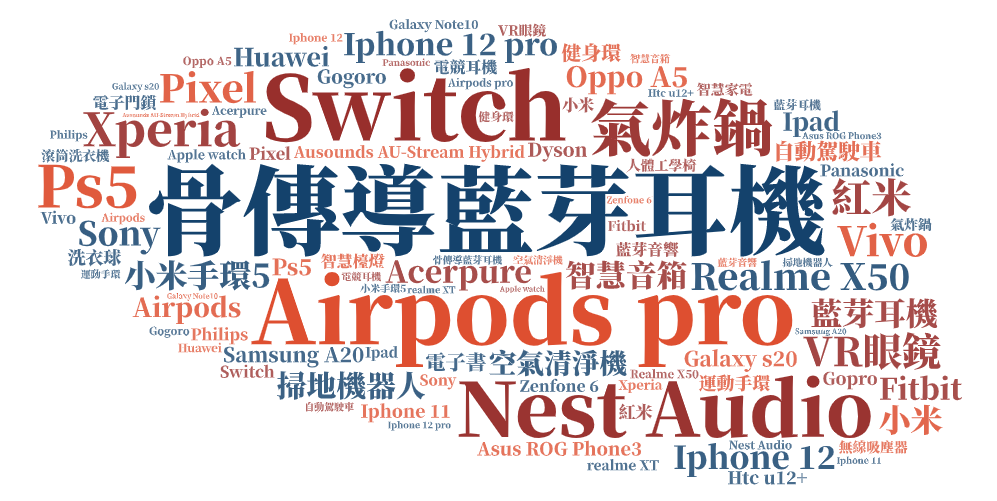 Galaxy Note10
VR眼鏡
Iphone 12
Iphone 12 pro
健身環
Huawei
智慧音箱
Oppo A5
Panasonic
電競耳機
Gogoro
Airpods pro
Oppo A5
Galaxy s20
Pixel
Switch
Htc u12+
智慧家電
電子門鎖
小米
藍芽耳機
Acerpure
Ausounds AU-Stream Hybrid
健身環
氣炸鍋
Ipad
Philips
Xperia
Asus ROG Phone3
滾筒洗衣機
Apple watch
Pixel
Ausounds AU-Stream Hybrid
Dyson
自動駕駛車
人體工學椅
Panasonic
Ps5
骨傳導藍芽耳機
紅米
Zenfone 6
Vivo
Airpods
Fitbit
氣炸鍋
Sony
Vivo
洗衣球
藍芽音響
運動手環
小米手環5
Ps5
智慧檯燈
骨傳導藍芽耳機
空氣清淨機
藍芽音響
掃地機器人
電競耳機
Acerpure
智慧音箱
Realme X50
小米手環5
realme XT
Apple watch
Galaxy Note10
Airpods
Airpods pro
藍芽耳機
Gogoro
Philips
Samsung A20
Huawei
Samsung A20
Ipad
電子書
空氣清淨機
Galaxy s20
VR眼鏡
Switch
掃地機器人
Sony
Zenfone 6
Realme X50
Xperia
運動手環
Gopro
Fitbit
自動駕駛車
Iphone 11
Nest Audio
紅米
小米
Iphone 12 pro
Asus ROG Phone3
Nest Audio
無線吸塵器
realme XT
Iphone 12
Iphone 11
Htc u12+